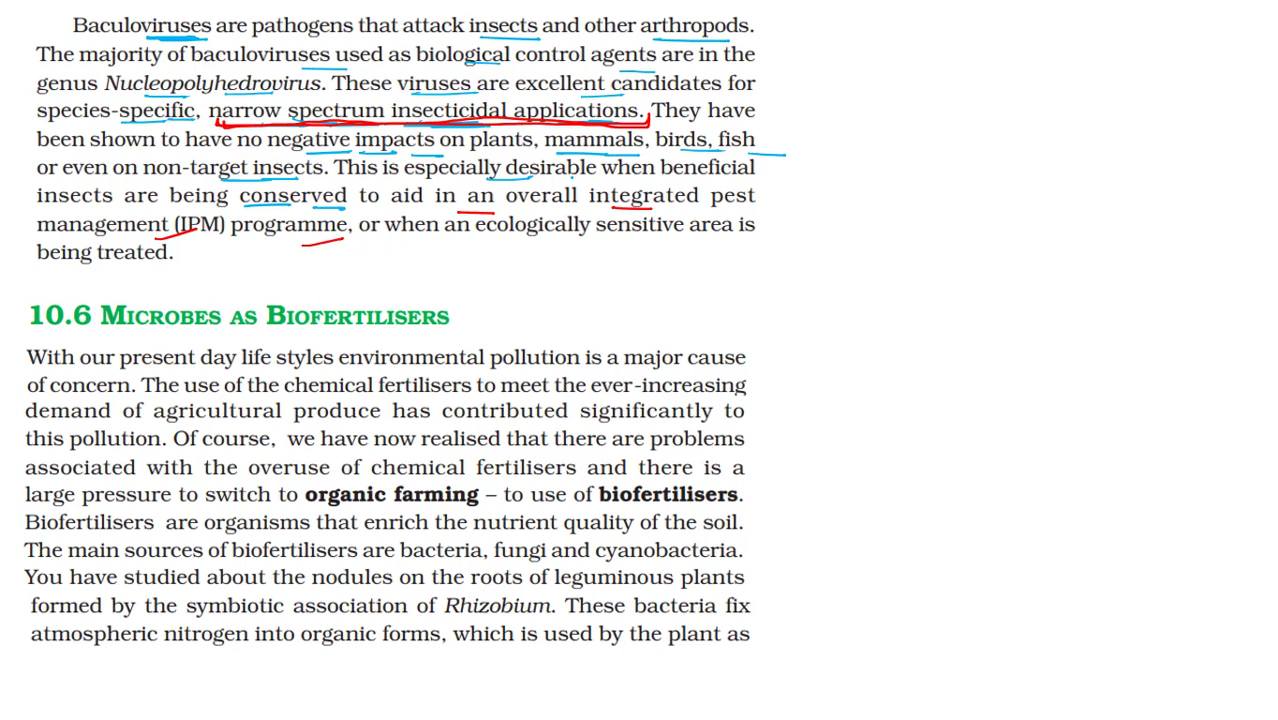 Baculoviruses are pathogens that attack insects and other arthropods.
The majority of baculoviruses used as biological control agents are in the
genus Nucleopolyhedrovirus. These viruses are excellent candidates for
species-specific, narrow spectrum insecticidal applications. They have
been shown to have no negative impacts on plants, mammals, birds, fish
or even on non-target insects. This is especially desirable when beneficial
insects are being conserved to aid in an overall integrated pest
management (IPM) programme, or when an ecologically sensitive area is
being treated.
10.6 MICROBES AS BIOFERTILISERS
With our present day life styles environmental pollution is a major cause
of concern. The use of the chemical fertilisers to meet the ever-increasing
demand of agricultural produce has contributed significantly to
this pollution. Of course, we have now realised that there are problems
associated with the overuse of chemical fertilisers and there is a
large pressure to switch to organic farming – to use of biofertilisers.
Biofertilisers are organisms that enrich the nutrient quality of the soil.
The main sources of biofertilisers are bacteria, fungi and cyanobacteria.
You have studied about the nodules on the roots of leguminous plants
formed by the symbiotic association of Rhizobium. These bacteria fix
atmospheric nitrogen into organic forms, which is used by the plant as